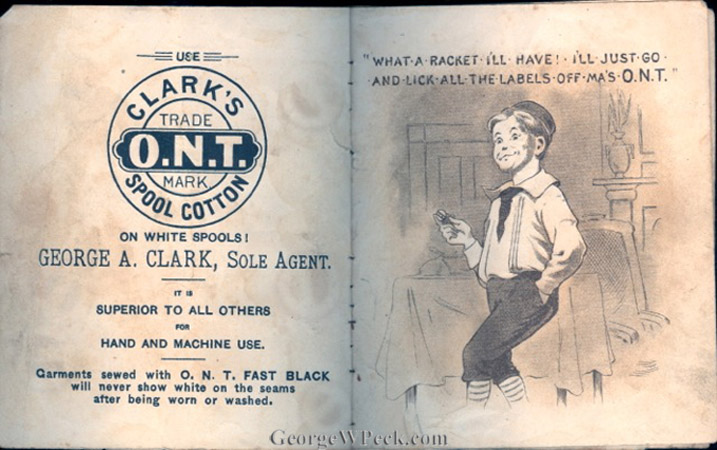 USE
CLARK'S
TRADE
O.N.T.
MARK
SPOOL COTTON
ON WHITE SPOOLS!
GEORGE A. CLARK, SOLE AGENT.
IT IS
SUPERIOR TO ALL OTHERS
FOR
HAND AND MACHINE USE.
Garments sewed with O. N. T. FAST BLACK
will never show white on the seams
after being worn or washed.
"WHAT·A·RACKET·I'LL·HAVE!·I'LL·JUST·GO·
·AND·LICK·ALL·THE·LABELS·OFF·MA'S·O.N.T."
GeorgeWPeck.com